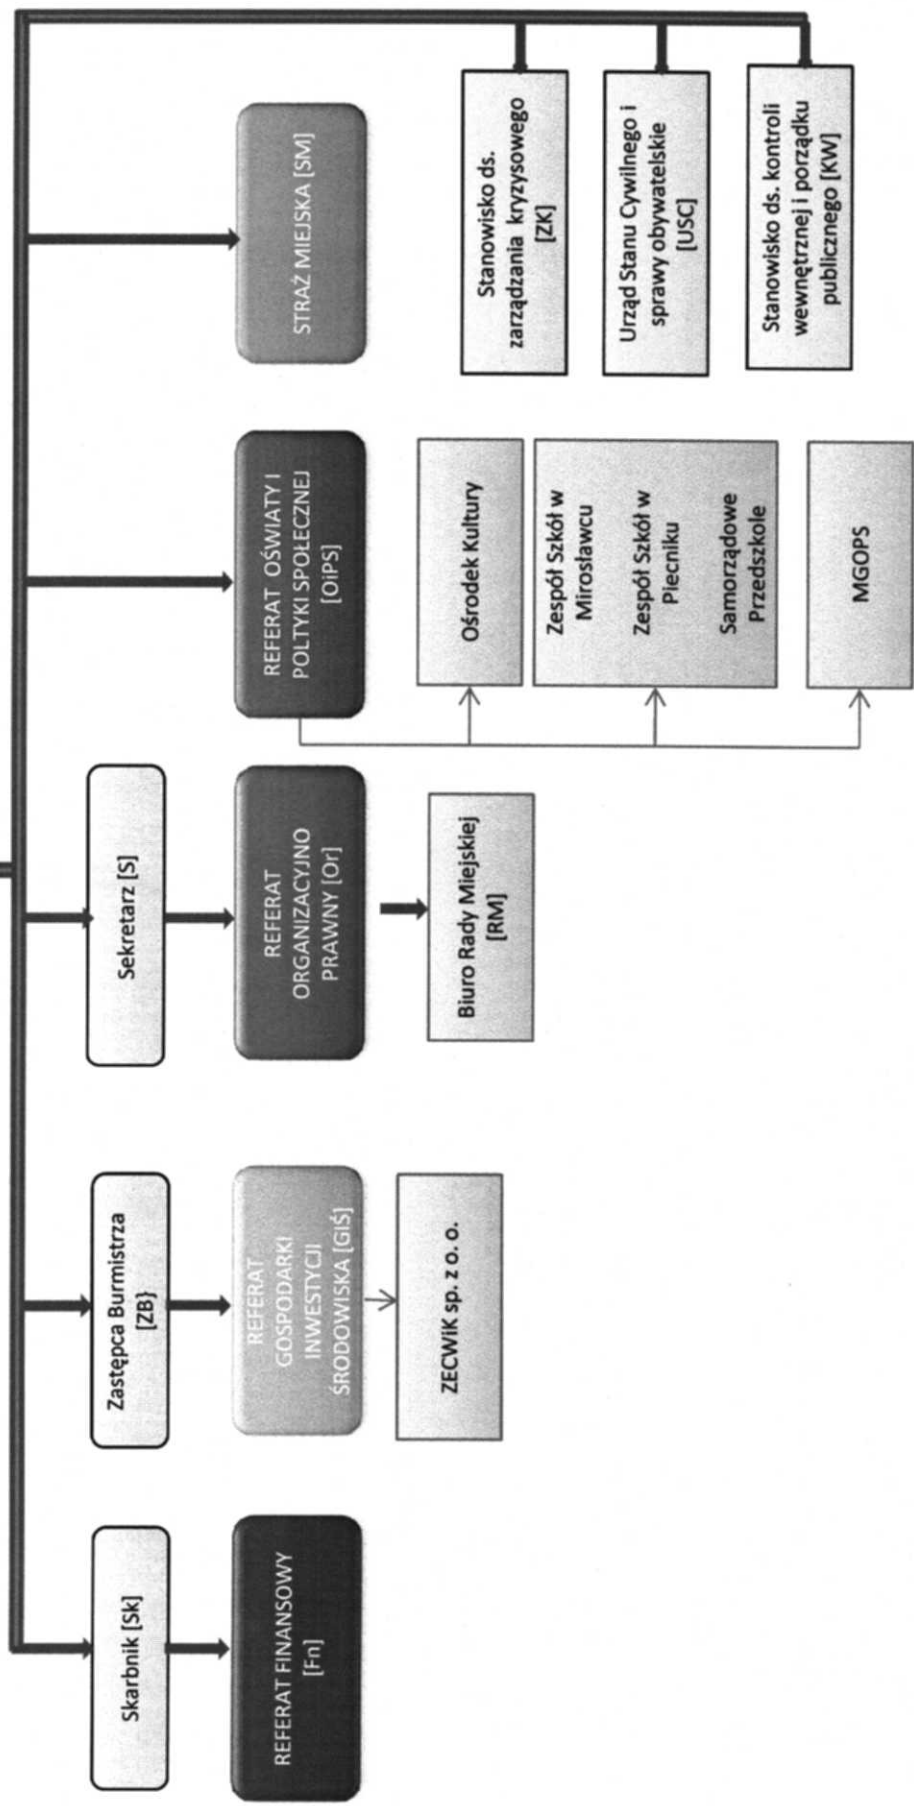 Skarbnik [Sk]
REFERAT FINANSOWY
[Fn]
Zastępca Burmistrza
[ZB}
REFERAT
GOSPODARKI
INWESTYCJI
ŚRODOWISKA [GIŚ]
ZECWiK sp. z o. o.
Sekretarz [S]
REFERAT
ORGANIZACYJNO
PRAWNY [Or]
Biuro Rady Miejskiej
[RM]
REFERAT OŚWIATY I
POLTYKI SPOŁECZNEJ
[OiPS]
Ośrodek Kultury
Zespół Szkół w
Mirosławcu
Zespół Szkół w
Piecniku
Samorządowe
Przedszkole
MGOPS
STRAŻ MIEJSKA [SM]
Stanowisko ds.
zarządzania kryzysowego
[ZK]
Urząd Stanu Cywilnego i
sprawy obywatelskie
[USC]
Stanowisko ds. kontroli
wewnętrznej i porządku
publicznego [KW]